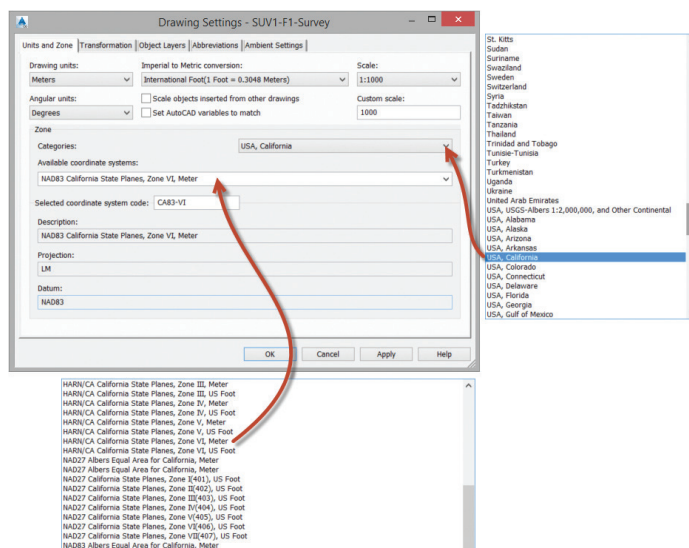 Drawing Settings - SUV1-F1-Survey
Units and Zone Transformation Object Layers Abbreviations Ambient Settings
Drawing units: Imperial to Metric conversion: Scale:
Meters International Foot(1 Foot = 0.3048 Meters) 1:1000
Angular units: Scale objects inserted from other drawings Custom scale:
Degrees Set AutoCAD variables to match 1000
Zone
Categories: USA, California
Available coordinate systems:
NAD83 California State Planes, Zone VI, Meter
Selected coordinate system code: CA83-VI
Description:
NAD83 California State Planes, Zone VI, Meter
Projection:
LM
Datum:
NAD83
OK Cancel Apply Help
St. Kitts
Sudan
Suriname
Swaziland
Sweden
Switzerland
Syria
Tadzhikstan
Taiwan
Tanzania
Thailand
Trinidad and Tobago
Tunisie-Tunisia
Turkey
Turkmenistan
Uganda
Ukraine
United Arab Emirates
USA, USGS-Albers 1:2,000,000, and Other Continental
USA, Alabama
USA, Alaska
USA, Arizona
USA, Arkansas
USA, California
USA, Colorado
USA, Connecticut
USA, Delaware
USA, Florida
USA, Georgia
USA, Gulf of Mexico
HARN/CA California State Planes, Zone III, Meter
HARN/CA California State Planes, Zone III, US Foot
HARN/CA California State Planes, Zone IV, Meter
HARN/CA California State Planes, Zone IV, US Foot
HARN/CA California State Planes, Zone V, Meter
HARN/CA California State Planes, Zone V, US Foot
HARN/CA California State Planes, Zone VI, Meter
HARN/CA California State Planes, Zone VI, US Foot
NAD27 Albers Equal Area for California, Meter
NAD27 Albers Equal Area for California, Meter
NAD27 California State Planes, Zone I(401), US Foot
NAD27 California State Planes, Zone II(402), US Foot
NAD27 California State Planes, Zone III(403), US Foot
NAD27 California State Planes, Zone IV(404), US Foot
NAD27 California State Planes, Zone V(405), US Foot
NAD27 California State Planes, Zone VI(406), US Foot
NAD27 California State Planes, Zone VII(407), US Foot
NAD83 Albers Equal Area for California, Meter